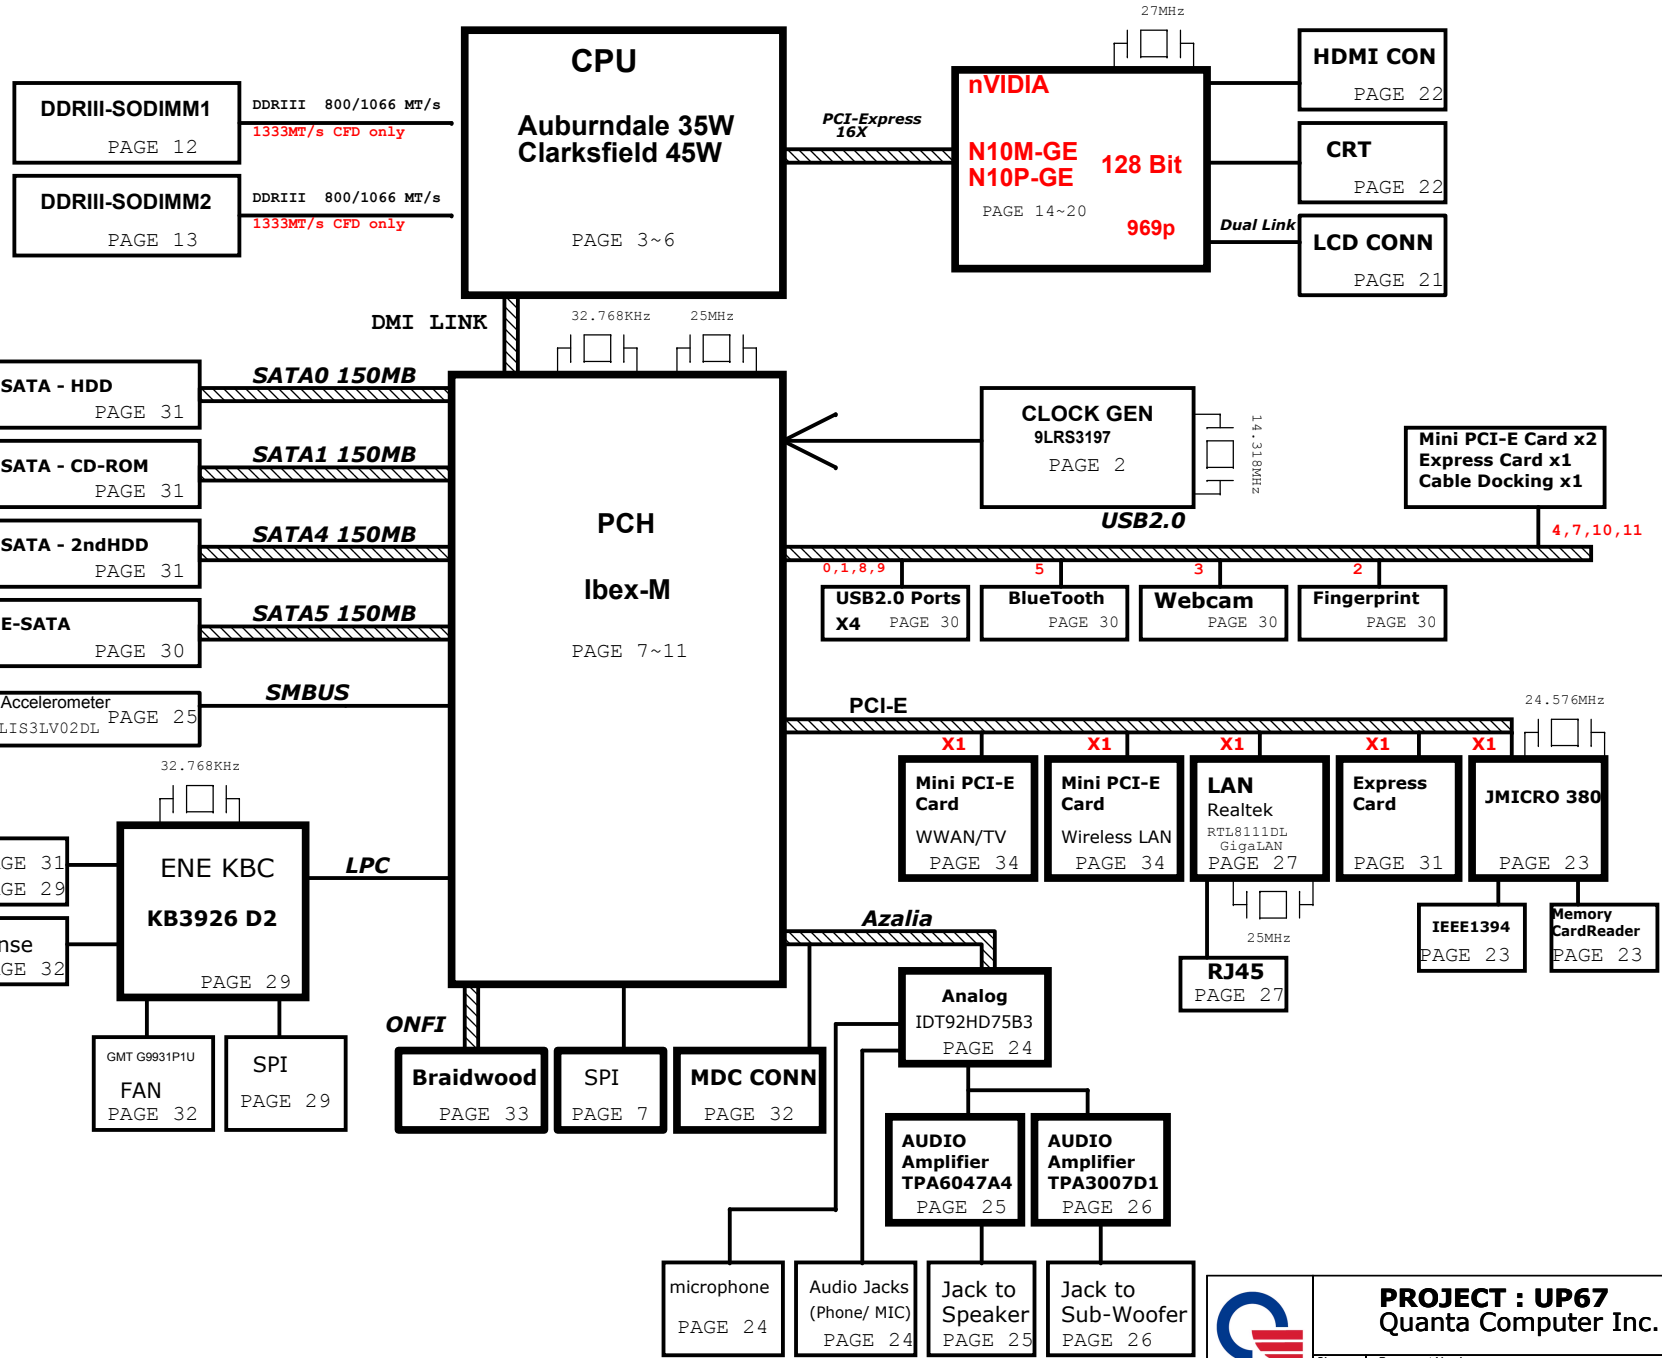 27MHz
CPU
Auburndale 35W
Clarksfield 45W
PAGE 3~6
DDRIII-SODIMM1
PAGE 12
DDRIII 800/1066 MT/s
1333MT/s CFD only
DDRIII-SODIMM2
PAGE 13
DDRIII 800/1066 MT/s
1333MT/s CFD only
PCI-Express
16X
nVIDIA
N10M-GE
N10P-GE
128 Bit
PAGE 14~20
969p
HDMI CON
PAGE 22
CRT
PAGE 22
Dual Link
LCD CONN
PAGE 21
DMI LINK
32.768KHz
25MHz
SATA - HDD
PAGE 31
SATA0 150MB
SATA - CD-ROM
PAGE 31
SATA1 150MB
SATA - 2ndHDD
PAGE 31
SATA4 150MB
E-SATA
PAGE 30
SATA5 150MB
Accelerometer
LIS3LV02DL
PAGE 25
SMBUS
PCH
Ibex-M
PAGE 7~11
CLOCK GEN
9LRS3197
PAGE 2
14.318MHz
Mini PCI-E Card x2
Express Card x1
Cable Docking x1
USB2.0
4,7,10,11
0,1,8,9
5
3
2
USB2.0 Ports
X4 PAGE 30
BlueTooth
PAGE 30
Webcam
PAGE 30
Fingerprint
PAGE 30
PCI-E
24.576MHz
X1
X1
X1
X1
X1
Mini PCI-E
Card
WWAN/TV
PAGE 34
Mini PCI-E
Card
Wireless LAN
PAGE 34
LAN
Realtek
RTL8111DL
GigaLAN
PAGE 27
Express
Card
PAGE 31
JMICRO 380
PAGE 23
25MHz
RJ45
PAGE 27
IEEE1394
PAGE 23
Memory
CardReader
PAGE 23
32.768KHz
GE 31
GE 29
nse
GE 32
ENE KBC
KB3926 D2
PAGE 29
LPC
GMT G9931P1U
FAN
PAGE 32
SPI
PAGE 29
ONFI
Braidwood
PAGE 33
SPI
PAGE 7
MDC CONN
PAGE 32
Azalia
Analog
IDT92HD75B3
PAGE 24
AUDIO
Amplifier
TPA6047A4
PAGE 25
AUDIO
Amplifier
TPA3007D1
PAGE 26
microphone
PAGE 24
Audio Jacks
(Phone/ MIC)
PAGE 24
Jack to
Speaker
PAGE 25
Jack to
Sub-Woofer
PAGE 26
PROJECT : UP67
Quanta Computer Inc.